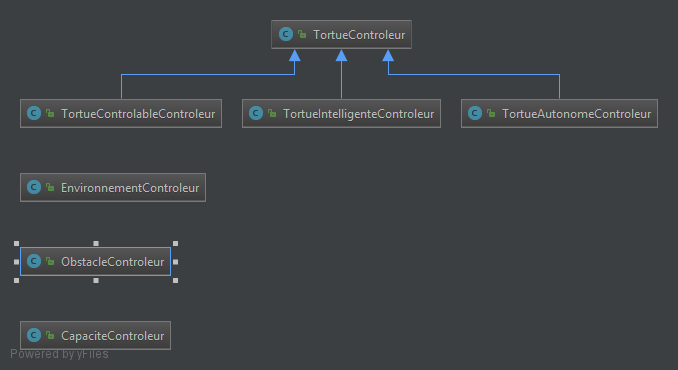 TortueControleur
TortueControlableControleur
TortueIntelligenteControleur
TortueAutonomeControleur
EnvironnementControleur
ObstacleControleur
CapaciteControleur
Powered by yFiles